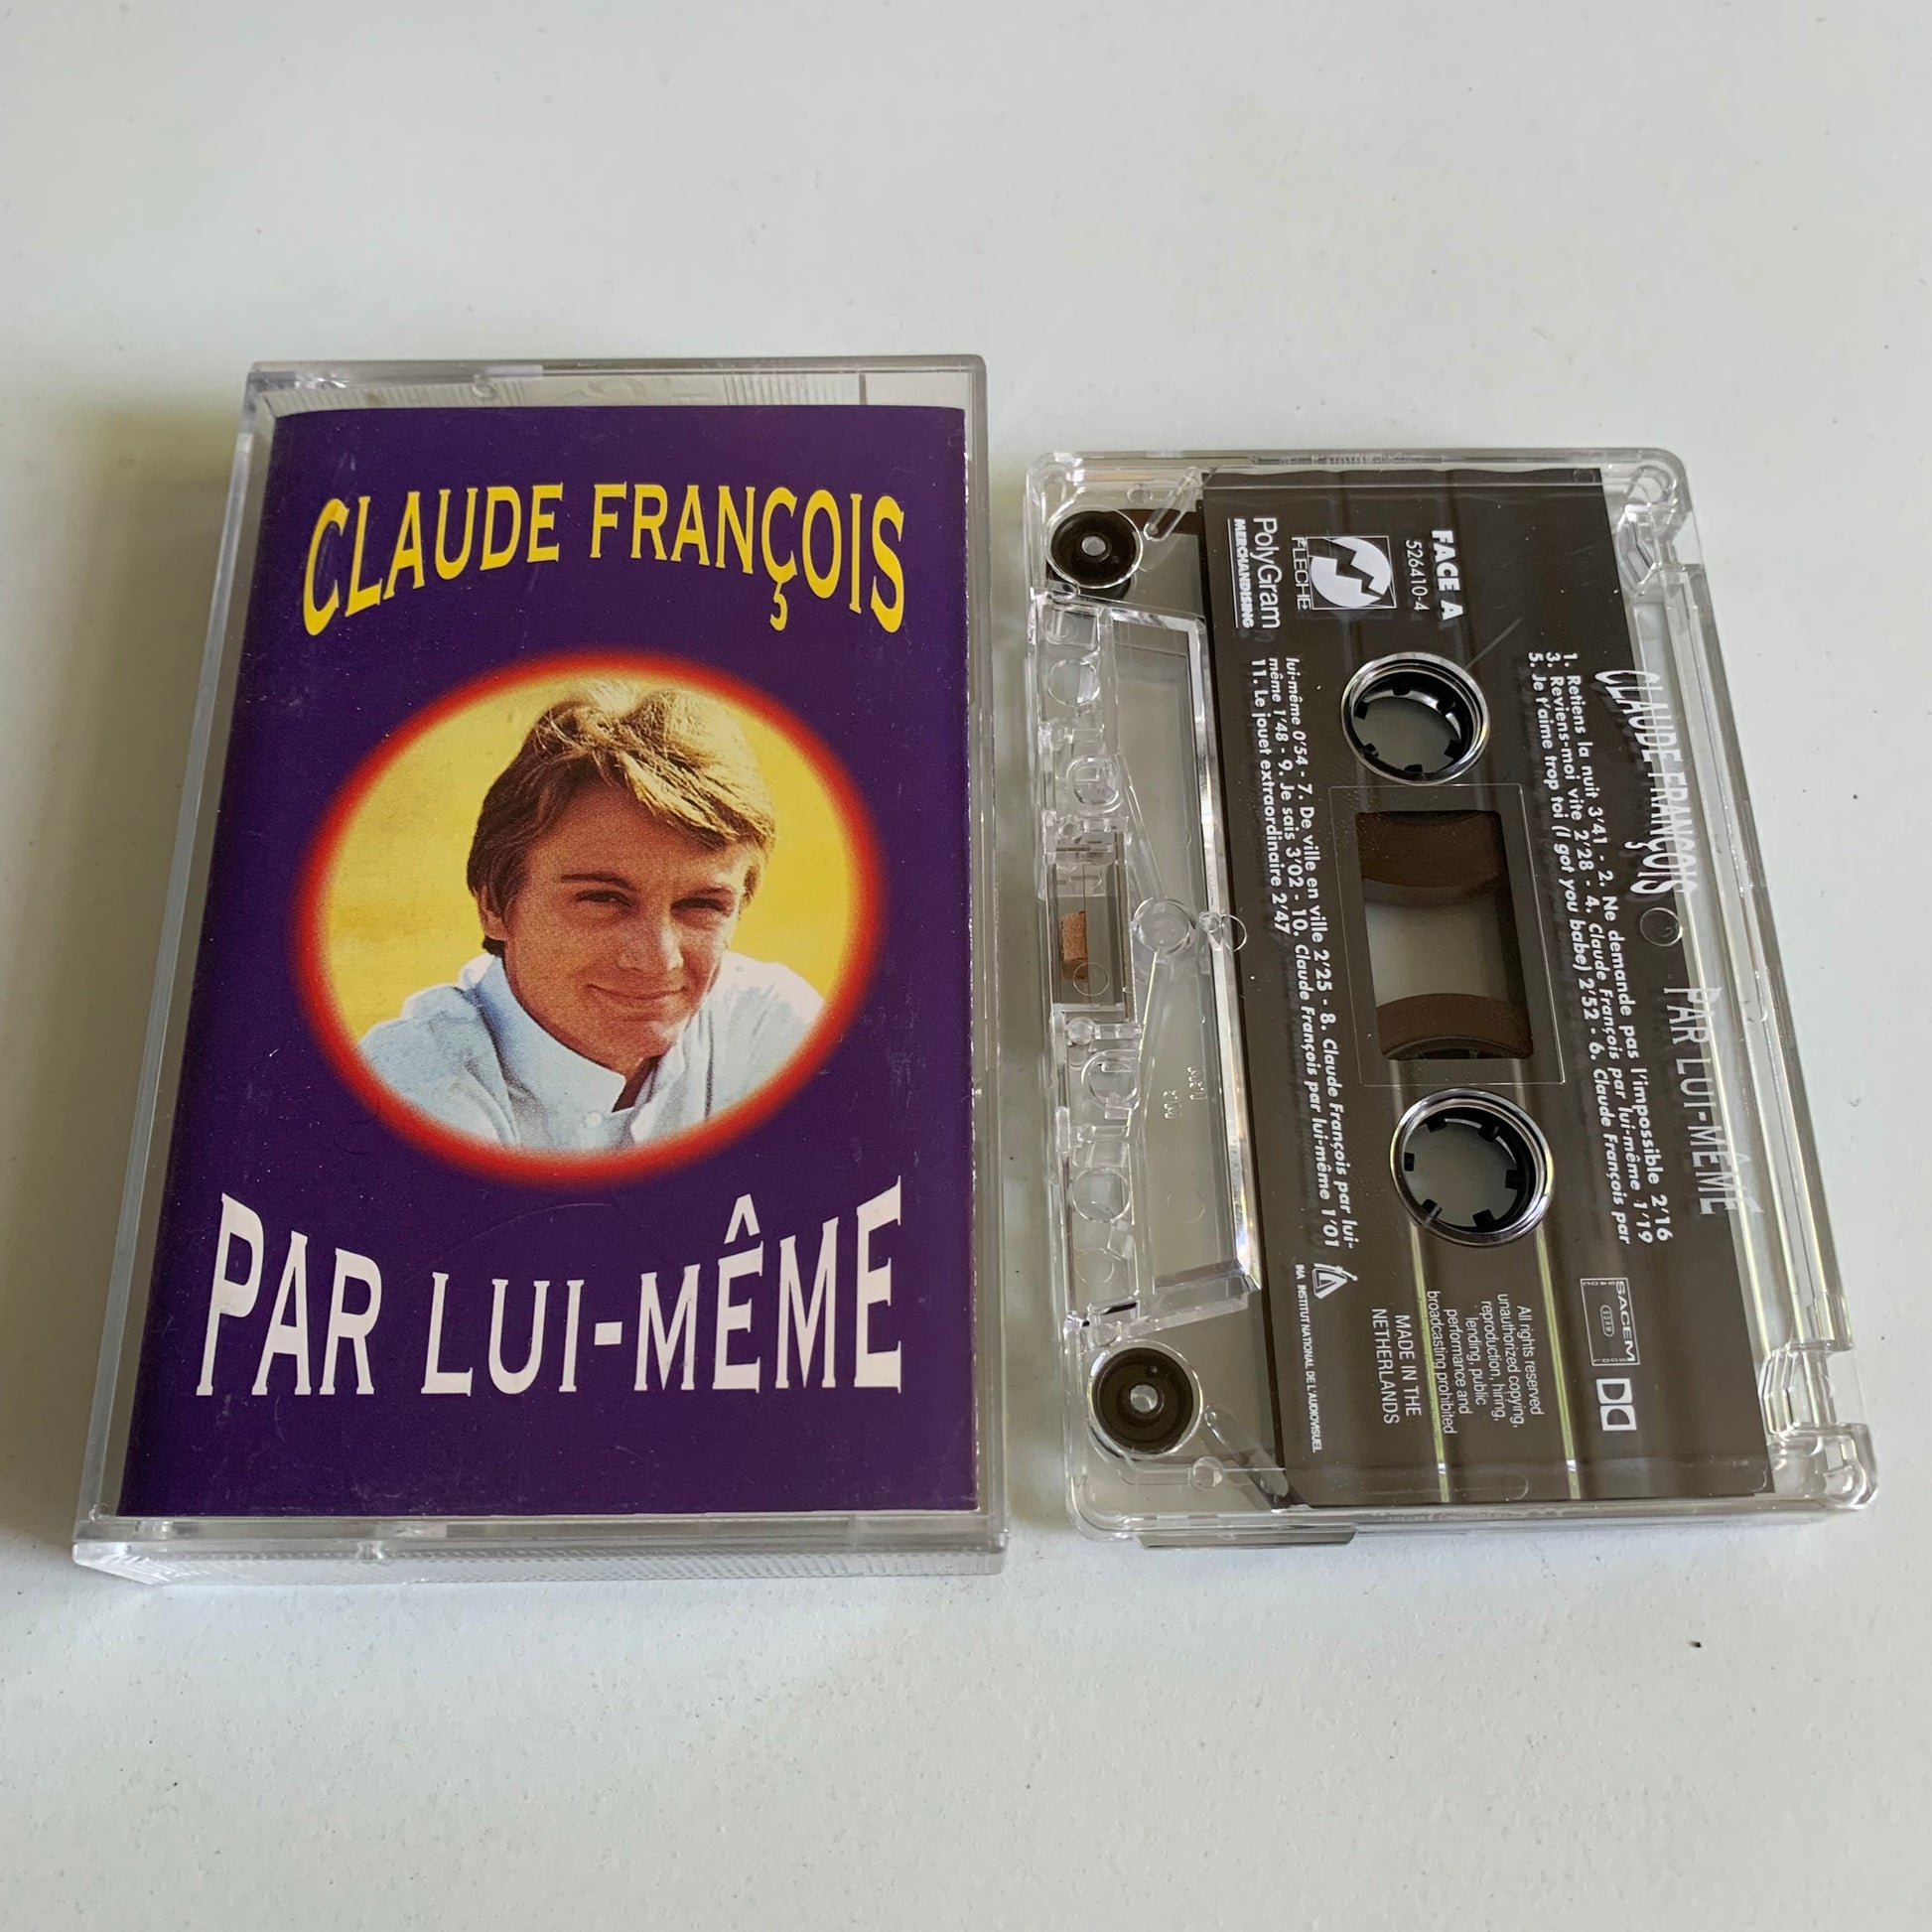 CLAUDE FRANÇOIS
PAR LUI-MÊME
CLAUDE FRANÇOIS PAR LUI-MÊME
FACE A
526410-4
FLECHE
PolyGram
MERCHANDISING
1. Retiens la nuit 3'41 - 2. Ne demande pas l'impossible 2'16
3. Reviens-moi vite 2'28 - 4. Claude François par lui-même 1'19
5. Je t'aime trop toi (I got you babe) 2'52 - 6. Claude François par
lui-même 0'54 - 7. De ville en ville 2'25 - 8. Claude François par lui-
même 1'48 - 9. Je sais 3'02 - 10. Claude François par lui-même 1'01
11. Le jouet extraordinaire 2'47
SACEM
All rights reserved
unauthorized copying,
reproduction, hiring,
lending, public
performance and
broadcasting prohibited
MADE IN THE
NETHERLANDS
INA INSTITUT NATIONAL DE L'AUDIOVISUEL